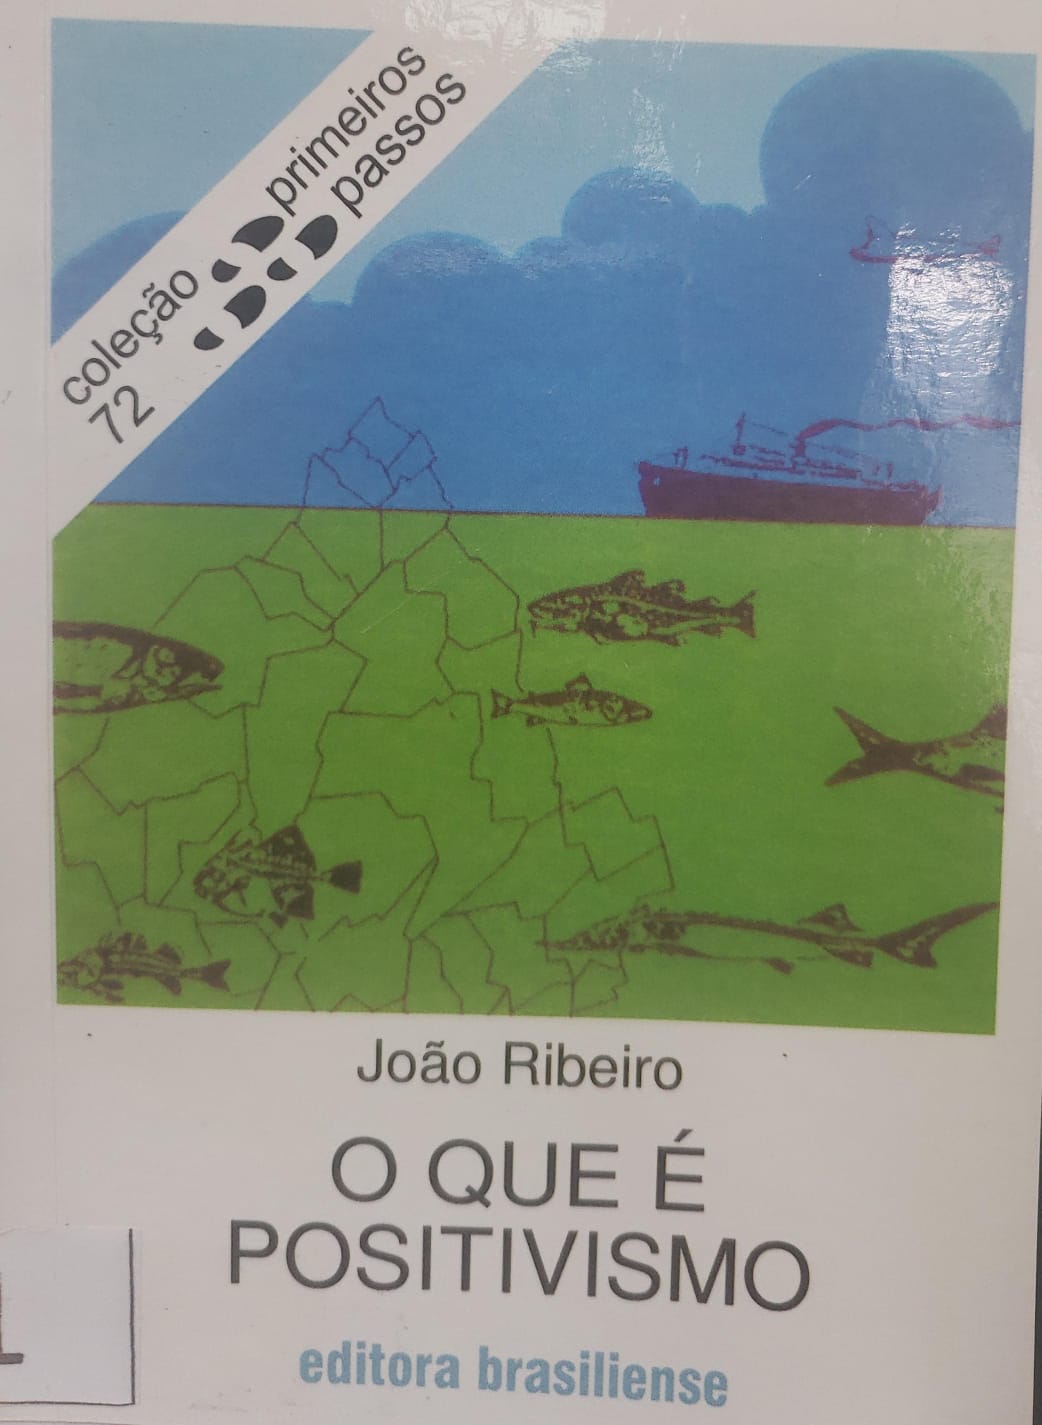 coleção primeiros
72 passos
João Ribeiro
O QUE É
POSITIVISMO
editora brasiliense